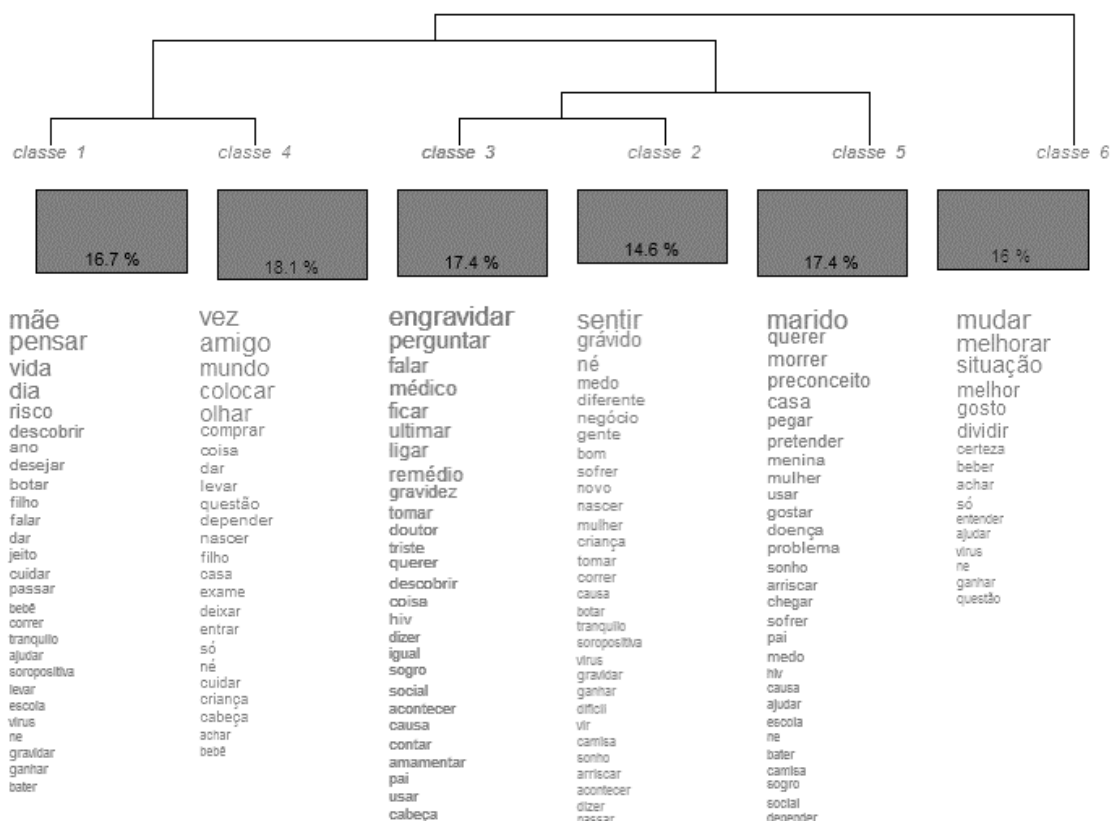 classe 1
classe 4
classe 3
classe 2
classe 5
classe 6
16.7 %
18.1 %
17.4 %
14.6 %
17.4 %
16 %
mãe
pensar
vida
dia
risco
descobrir
ano
desejar
botar
filho
falar
dar
jeito
cuidar
passar
bebê
correr
tranquilo
ajudar
soropositiva
levar
escola
vírus
ne
gravidar
ganhar
bater
vez
amigo
mundo
colocar
olhar
comprar
coisa
dar
levar
questão
depender
nascer
filho
casa
exame
deixar
entrar
só
né
cuidar
criança
cabeça
achar
bebê
engravidar
perguntar
falar
médico
ficar
ultimar
ligar
remédio
gravidez
tomar
doutor
triste
querer
descobrir
coisa
hiv
dizer
igual
sogro
social
acontecer
causa
contar
amamentar
pai
usar
cabeça
sentir
grávido
né
medo
diferente
negócio
gente
bom
sofrer
novo
nascer
mulher
criança
tomar
correr
causa
botar
tranquilo
soropositiva
vírus
gravidar
ganhar
difícil
vir
camisa
sonho
arriscar
acontecer
dizer
passar
marido
querer
morrer
preconceito
casa
pegar
pretender
menina
mulher
usar
gostar
doença
problema
sonho
arriscar
chegar
sofrer
pai
medo
hiv
causa
ajudar
escola
ne
bater
camisa
sogro
social
depender
mudar
melhorar
situação
melhor
gosto
dividir
certeza
beber
achar
só
entender
ajudar
vírus
ne
ganhar
questão